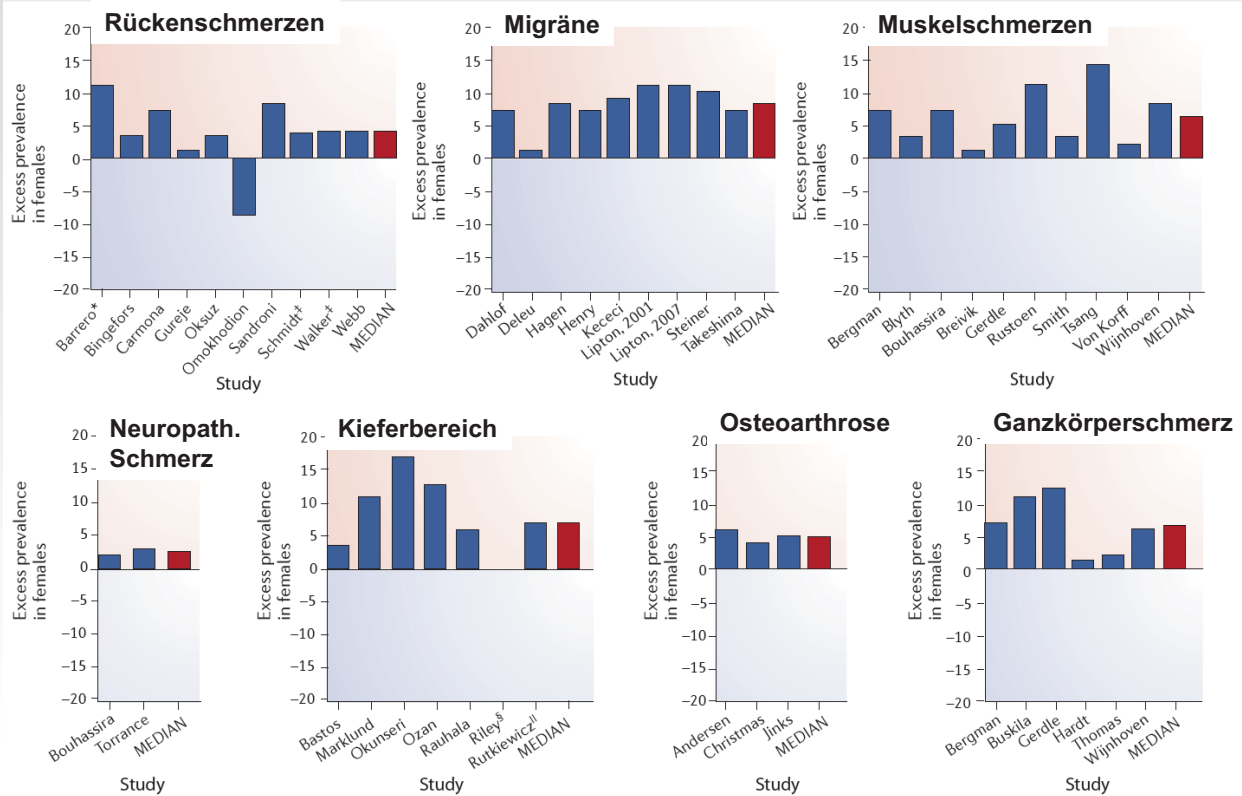 Rückenschmerzen
20
15
10
5
0
−5
−10
−15
−20
Excess prevalence
in females
Barrero*
Bingefors
Carmona
Gureje
Oksuz
Omokhodion
Sandroni
Schmidt‡
Walker‡
Webb
MEDIAN
Study
Migräne
20
15
10
5
0
−5
−10
−15
−20
Excess prevalence
in females
Dahlof
Deleu
Hagen
Henry
Kececi
Lipton, 2001
Lipton, 2007
Steiner
Takeshima
MEDIAN
Study
Muskelschmerzen
20
15
10
5
0
−5
−10
−15
−20
Excess prevalence
in females
Bergman
Blyth
Bouhassira
Breivik
Gerdle
Rustoen
Smith
Tsang
Von Korff
Wijnhoven
MEDIAN
Study
Neuropath.
Schmerz
20
15
10
5
0
−5
−10
−15
−20
Excess prevalence
in females
Bouhassira
Torrance
MEDIAN
Study
Kieferbereich
20
15
10
5
0
−5
−10
−15
−20
Excess prevalence
in females
Bastos
Marklund
Okunseri
Ozan
Rauhala
Riley§
Rutkiewicz||
MEDIAN
Study
Osteoarthrose
20
15
10
5
0
−5
−10
−15
−20
Excess prevalence
in females
Andersen
Christmas
Jinks
MEDIAN
Study
Ganzkörperschmerz
20
15
10
5
0
−5
−10
−15
−20
Excess prevalence
in females
Bergman
Buskila
Gerdle
Hardt
Thomas
Wijnhoven
MEDIAN
Study